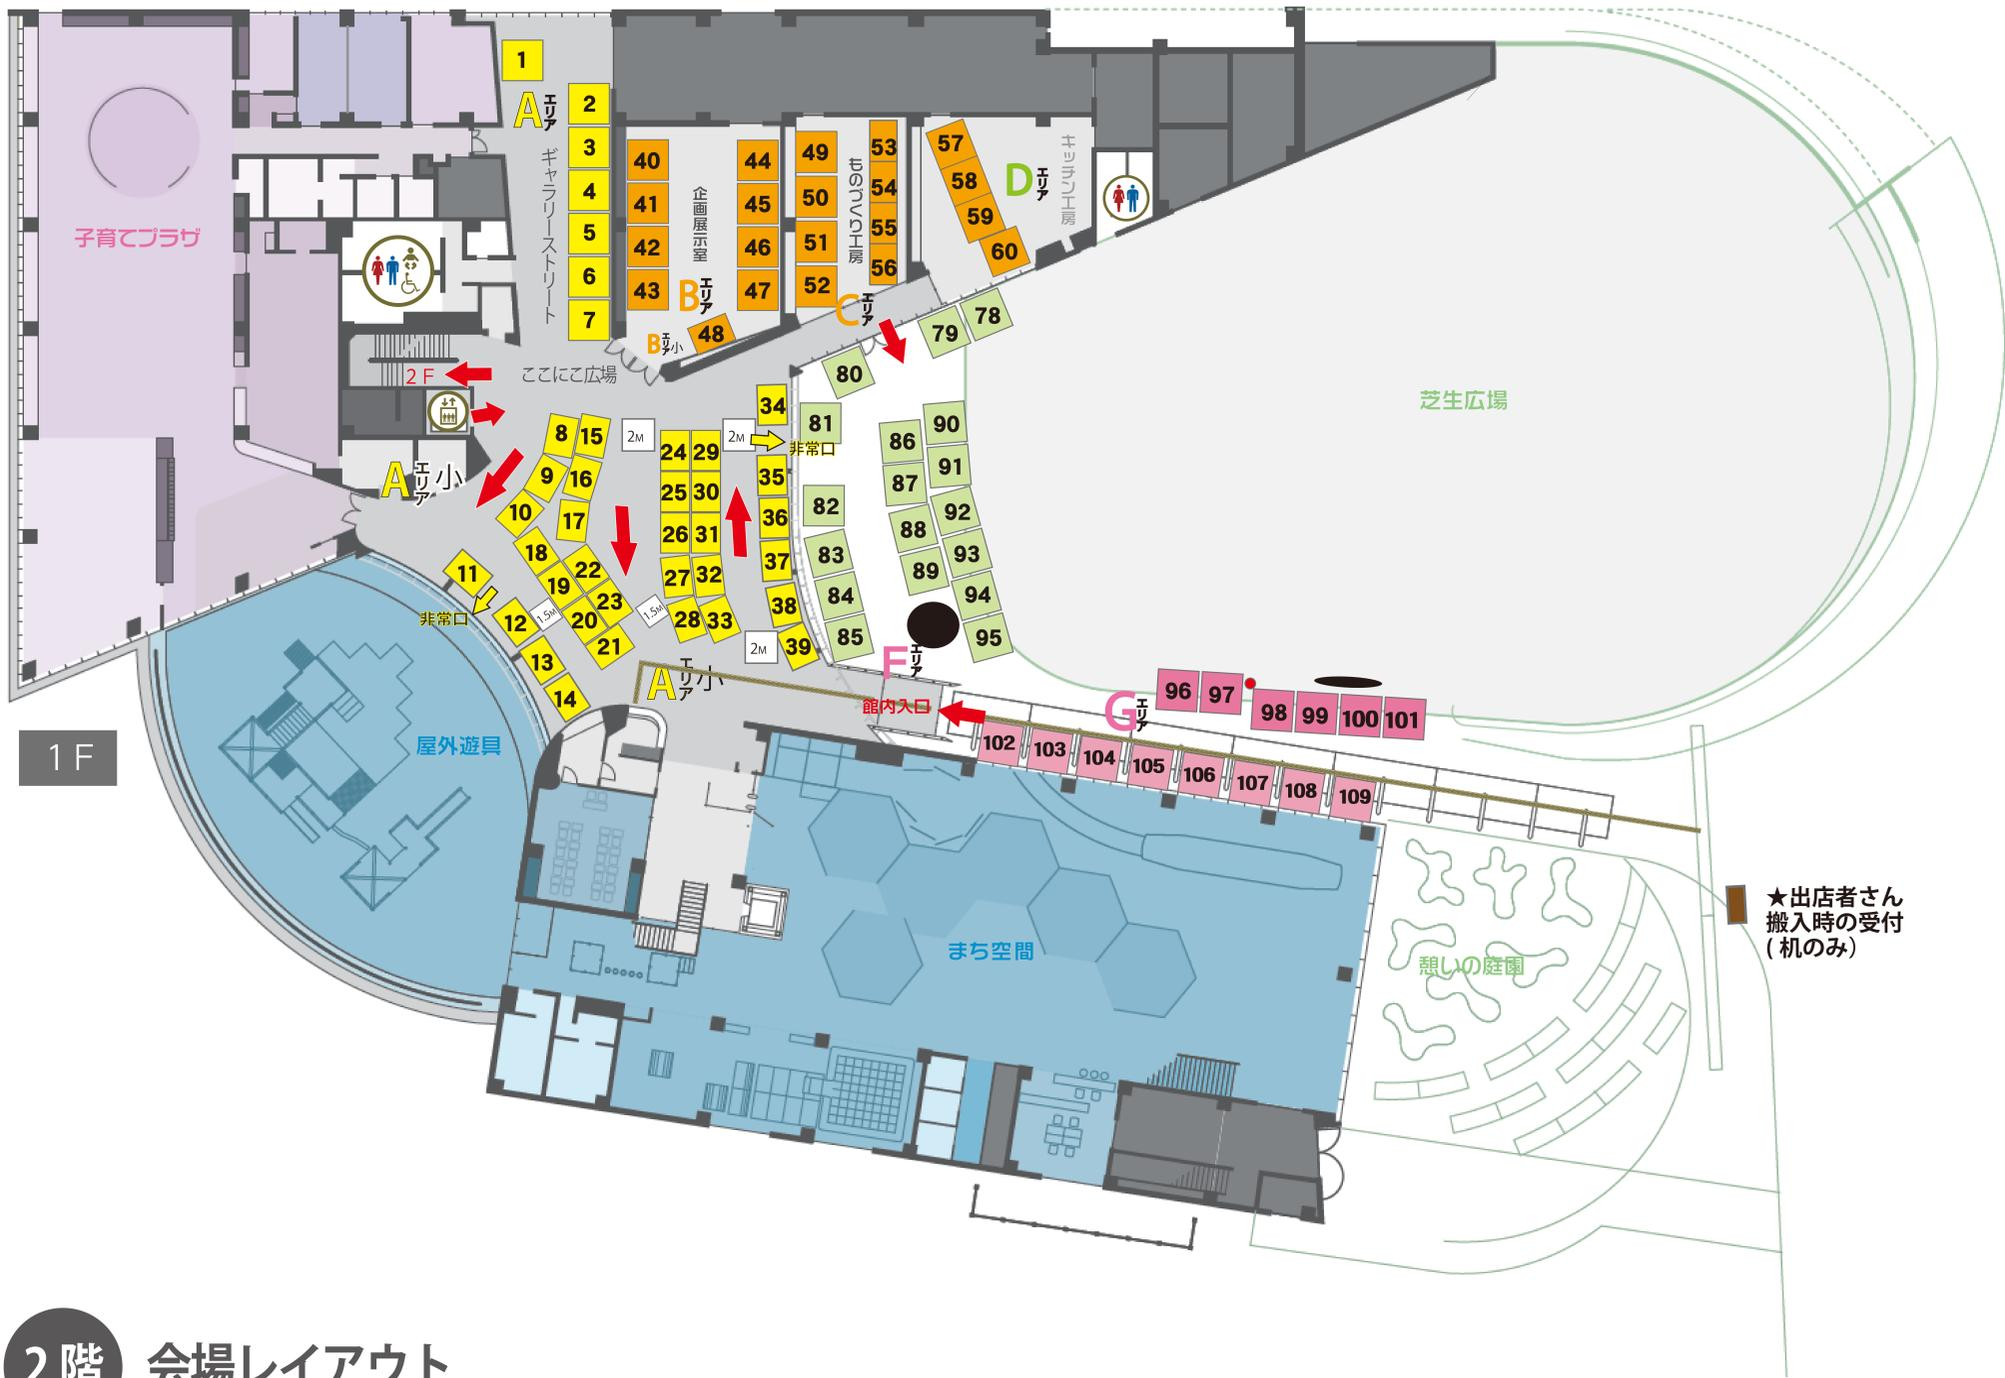 1
A エリア
2
3
4
5
6
7
ギャラリーストリート
40
41
42
43
44
45
46
47
48
企画展示室
B エリア
B エリア 小
49
50
51
52
53
54
55
56
ものづくり工房
C エリア
57
58
59
60
D エリア
キッチン工房
子育てプラザ
2F
ここにこ広場
A エリア 小
8
9
10
11
12
13
14
15
16
17
18
19
20
21
22
23
24
25
26
27
28
29
30
31
32
33
34
35
36
37
38
39
2M
2M
2M
1.5M
1.5M
非常口
非常口
A エリア 小
78
79
80
81
82
83
84
85
86
87
88
89
90
91
92
93
94
95
芝生広場
F エリア
館内入口
G エリア
96
97
98
99
100
101
102
103
104
105
106
107
108
109
1F
屋外遊具
まち空間
憩いの庭園
★出店者さん
搬入時の受付
(机のみ)
2階 会場レイアウト